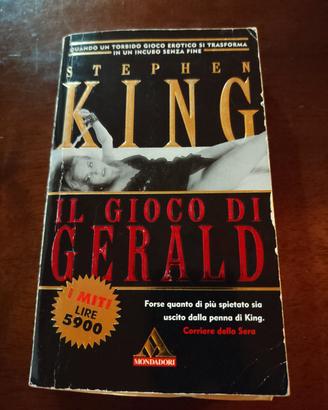 QUANDO UN TORBIDO GIOCO EROTICO SI TRASFORMA
IN UN INCUBO SENZA FINE
STEPHEN
KING
IL GIOCO DI
GERALD
I MITI
LIRE
5900
Forse quanto di più spietato sia
uscito dalla penna di King.
Corriere della Sera
MONDADORI